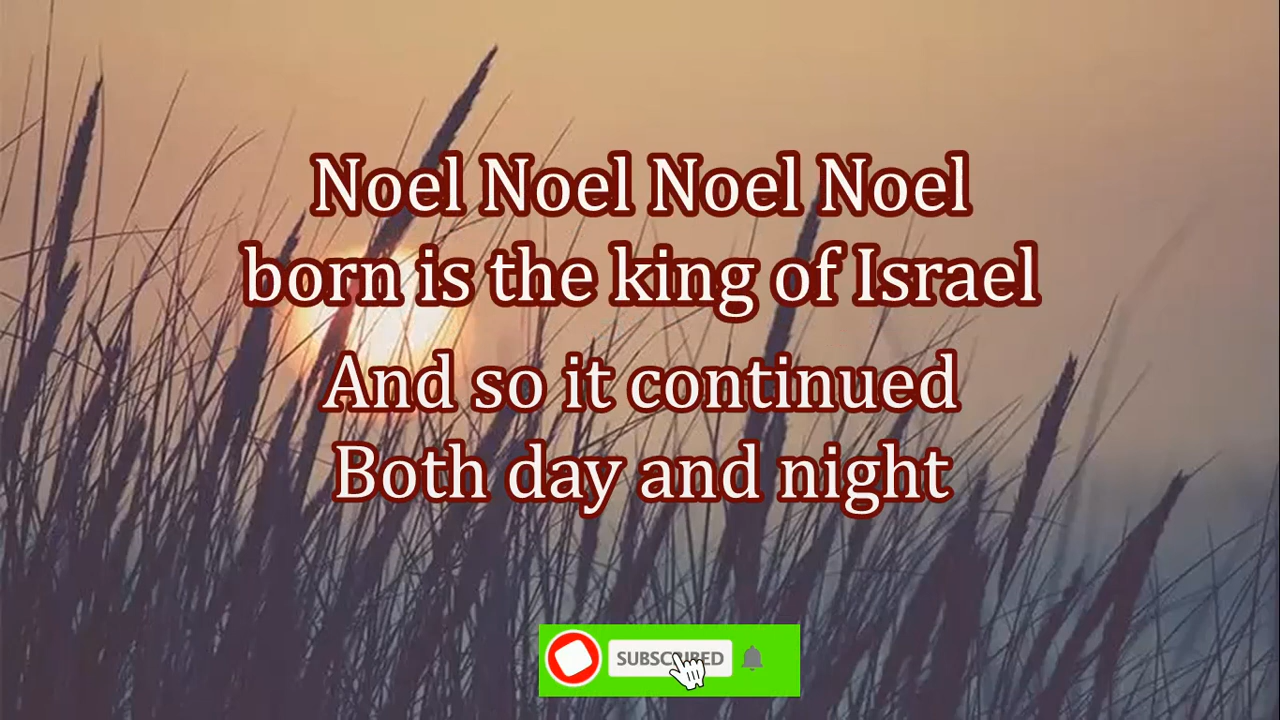 Noel Noel Noel Noel
born is the king of Israel
And so it continued
Both day and night
SUBSCRIBED